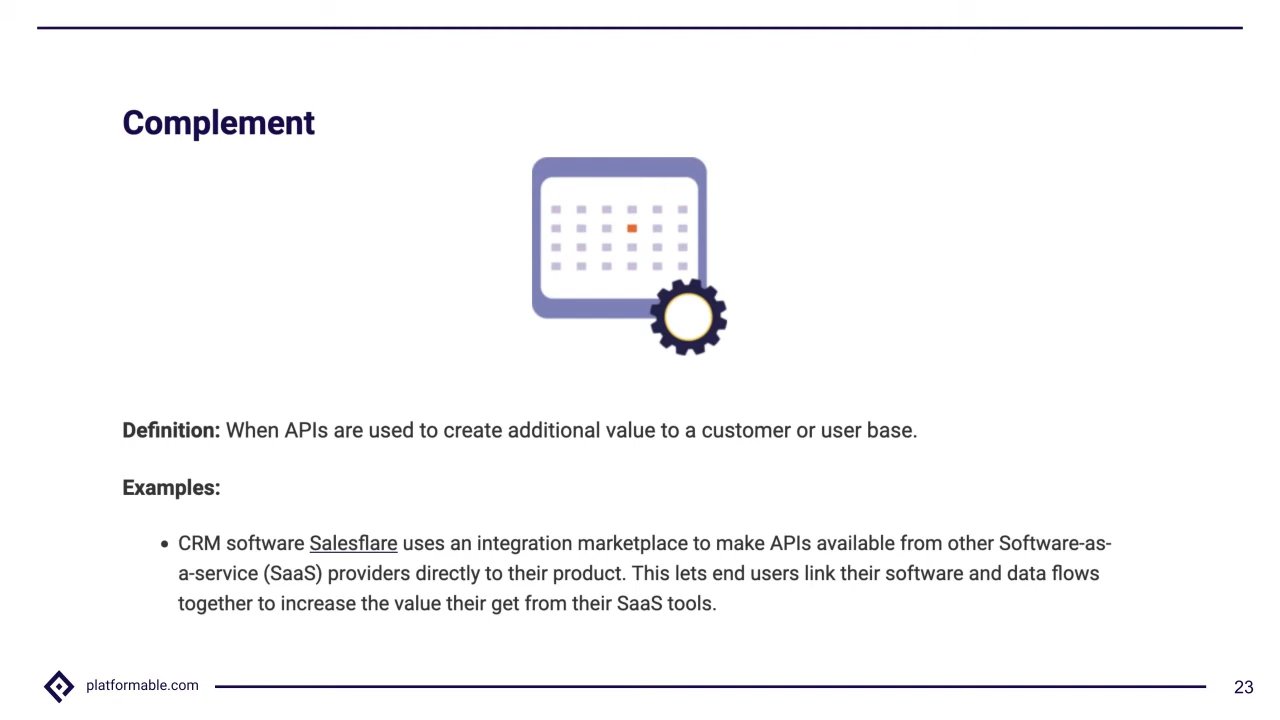 Complement
Definition: When APIs are used to create additional value to a customer or user base.
Examples:
• CRM software Salesflare uses an integration marketplace to make APIs available from other Software-as-
a-service (SaaS) providers directly to their product. This lets end users link their software and data flows
together to increase the value their get from their SaaS tools.
platformable.com
23